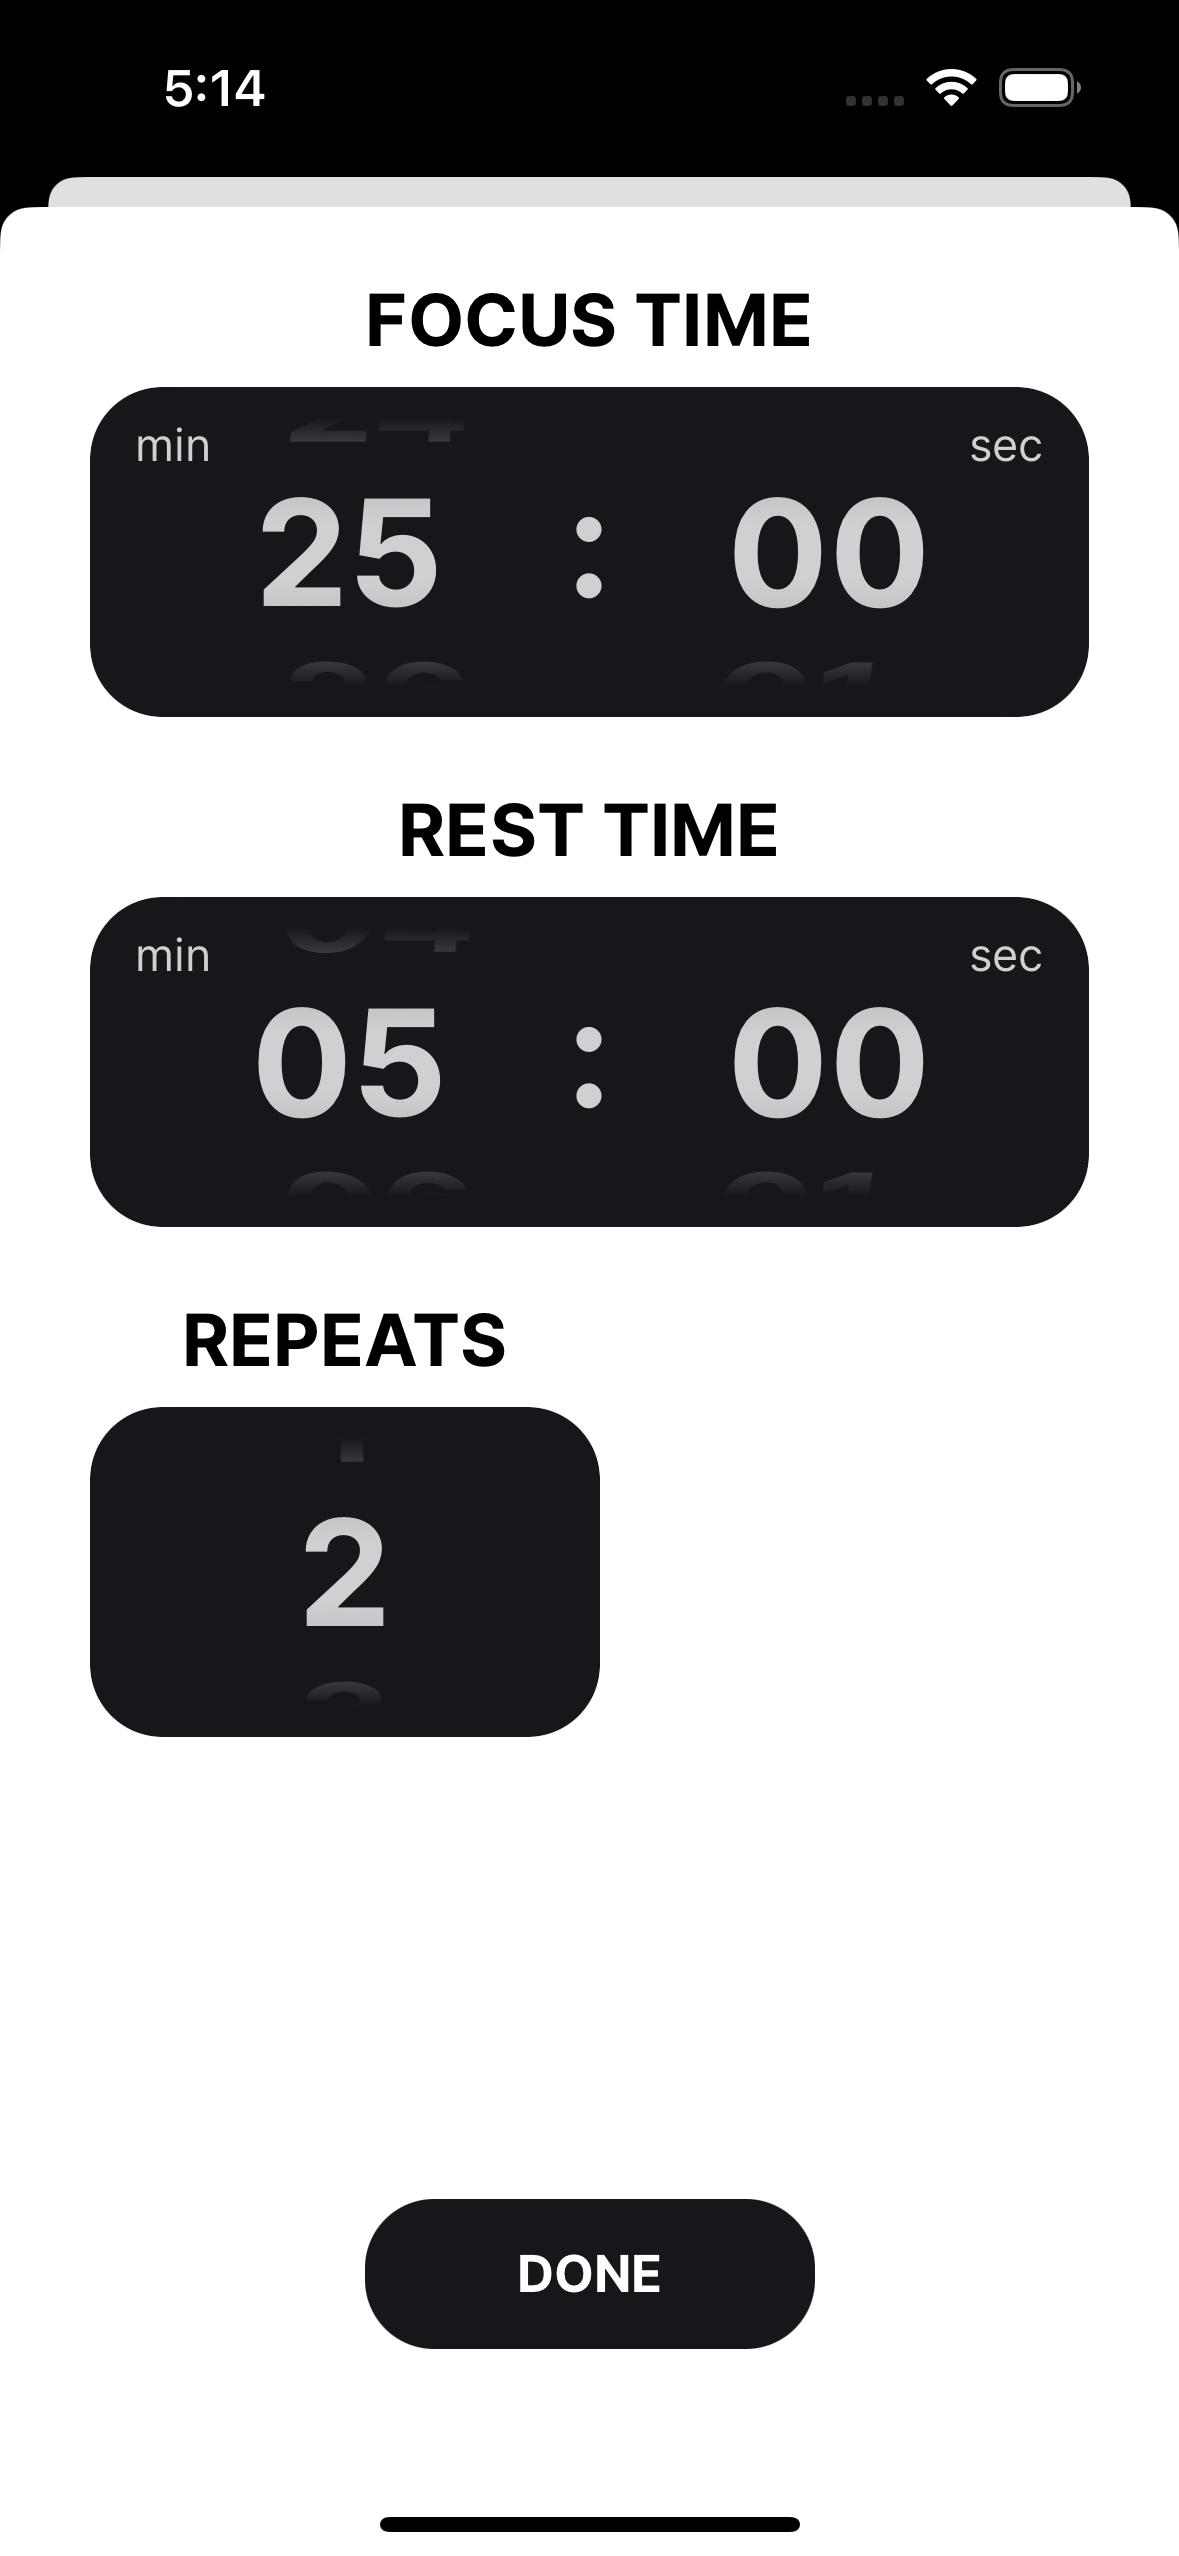 5:14
FOCUS TIME
min sec
25 : 00
REST TIME
min sec
05 : 00
REPEATS
2
DONE